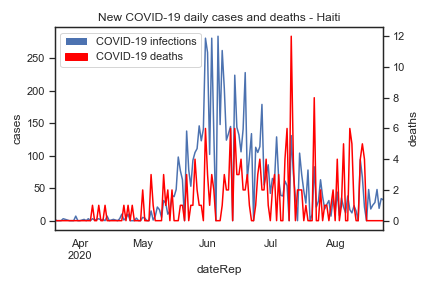 New COVID-19 daily cases and deaths - Haiti
COVID-19 infections
COVID-19 deaths
cases
250
200
150
100
50
0
deaths
12
10
8
6
4
2
0
Apr
2020
May
Jun
Jul
Aug
dateRep